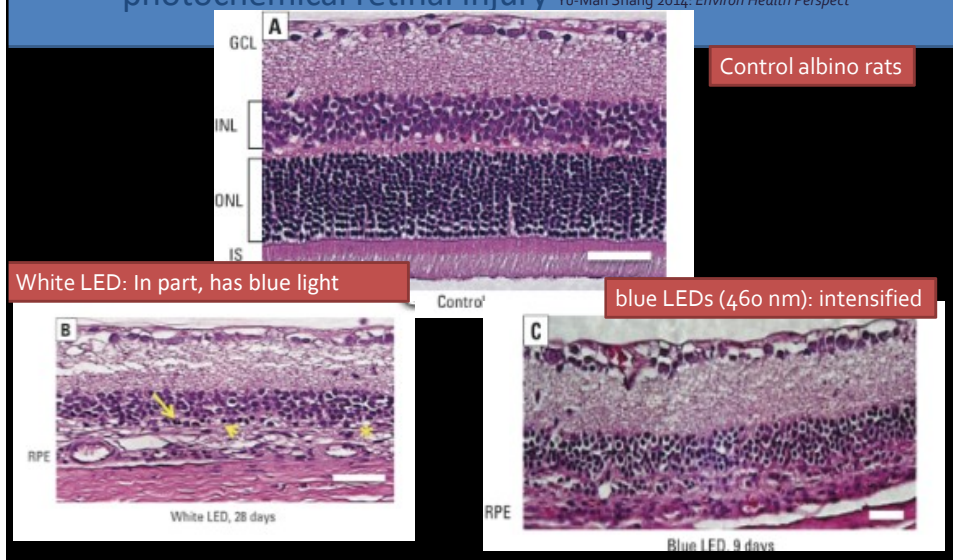 photochemical retinal injury Yu-Man Shang 2014. Environ Health Perspect
A
GCL
Control albino rats
INL
ONL
IS
White LED: In part, has blue light
Control
blue LEDs (460 nm): intensified
B
C
RPE
RPE
White LED, 28 days
Blue LED, 9 days